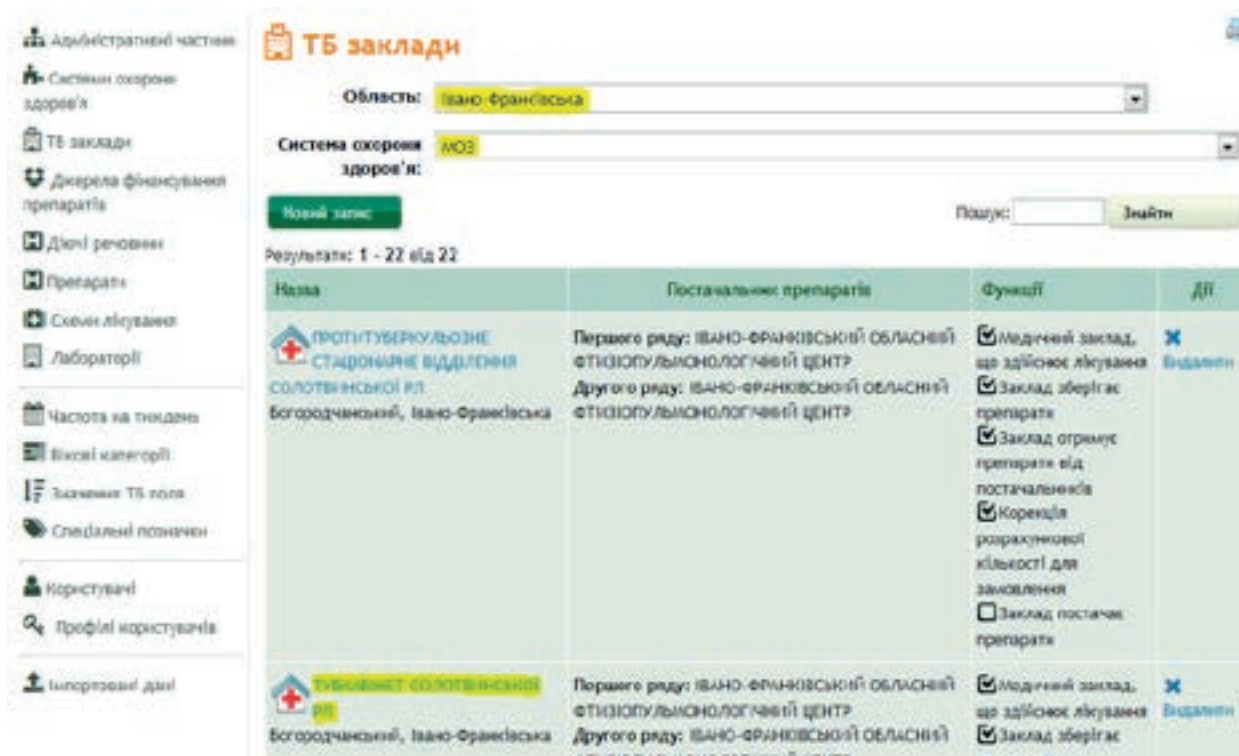 Адміністративні частини
Системи охорони
здоров'я
ТБ заклади
Джерела фінансування
препаратів
Діючі речовини
Препарати
Схеми лікування
Лабораторії
Частота на тиждень
Вікові категорії
Значення ТБ поля
Спеціальні позначки
Користувачі
Профілі користувачів
Імпортовані дані
ТБ заклади
Область: Івано-Франківська
Система охорони МОЗ
здоров'я:
Новий запис
Пошук: Знайти
Результати: 1 - 22 від 22
Назва Постачальник препаратів Функції Дії
ПРОТИТУБЕРКУЛЬОЗНЕ
СТАЦІОНАРНЕ ВІДДІЛЕННЯ
СОЛОТВИНСЬКОЇ РЛ
Богородчанський, Івано-Франківська
Першого ряду: ІВАНО-ФРАНКІВСЬКИЙ ОБЛАСНИЙ
ФТИЗІОПУЛЬМОНОЛОГІЧНИЙ ЦЕНТР
Другого ряду: ІВАНО-ФРАНКІВСЬКИЙ ОБЛАСНИЙ
ФТИЗІОПУЛЬМОНОЛОГІЧНИЙ ЦЕНТР
Медичний заклад,
що здійснює лікування
Заклад зберігає
препарати
Заклад отримує
препарати від
постачальників
Корекція
розрахункової
кількості для
замовлення
Заклад постачає
препарати
Видалити
ТУБКАБІНЕТ СОЛОТВИНСЬКОЇ
РЛ
Богородчанський, Івано-Франківська
Першого ряду: ІВАНО-ФРАНКІВСЬКИЙ ОБЛАСНИЙ
ФТИЗІОПУЛЬМОНОЛОГІЧНИЙ ЦЕНТР
Другого ряду: ІВАНО-ФРАНКІВСЬКИЙ ОБЛАСНИЙ
Медичний заклад,
що здійснює лікування
Заклад зберігає
Видалити